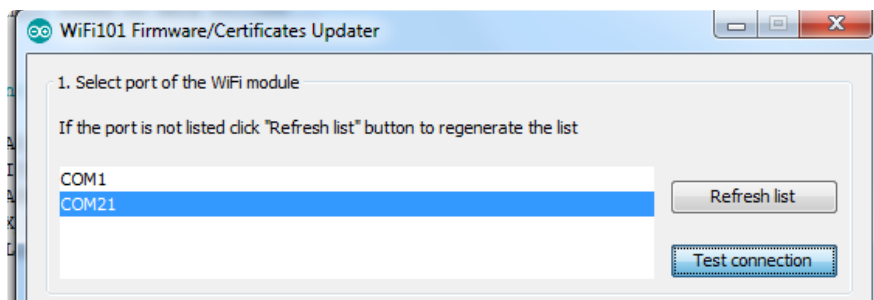 WiFi101 Firmware/Certificates Updater
1. Select port of the WiFi module
If the port is not listed click "Refresh list" button to regenerate the list
COM1
COM21
Refresh list
Test connection